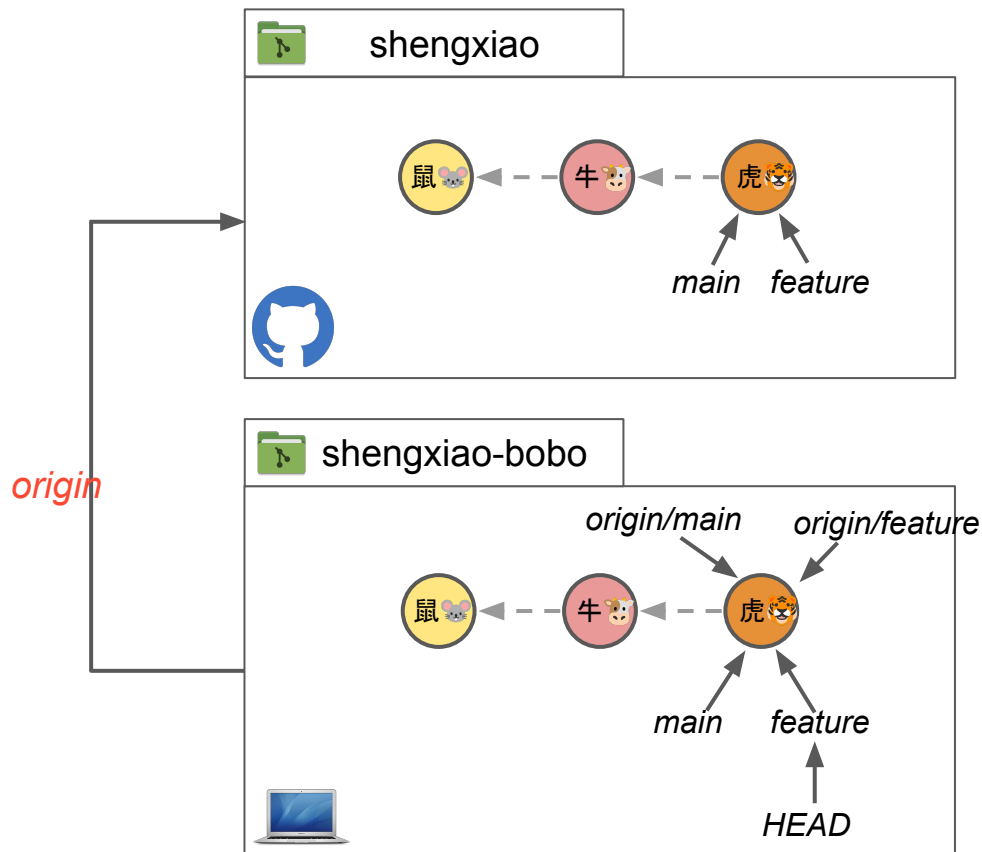 shengxiao
鼠 牛 虎
main feature
origin
shengxiao-bobo
origin/main origin/feature
鼠 牛 虎
main feature
HEAD